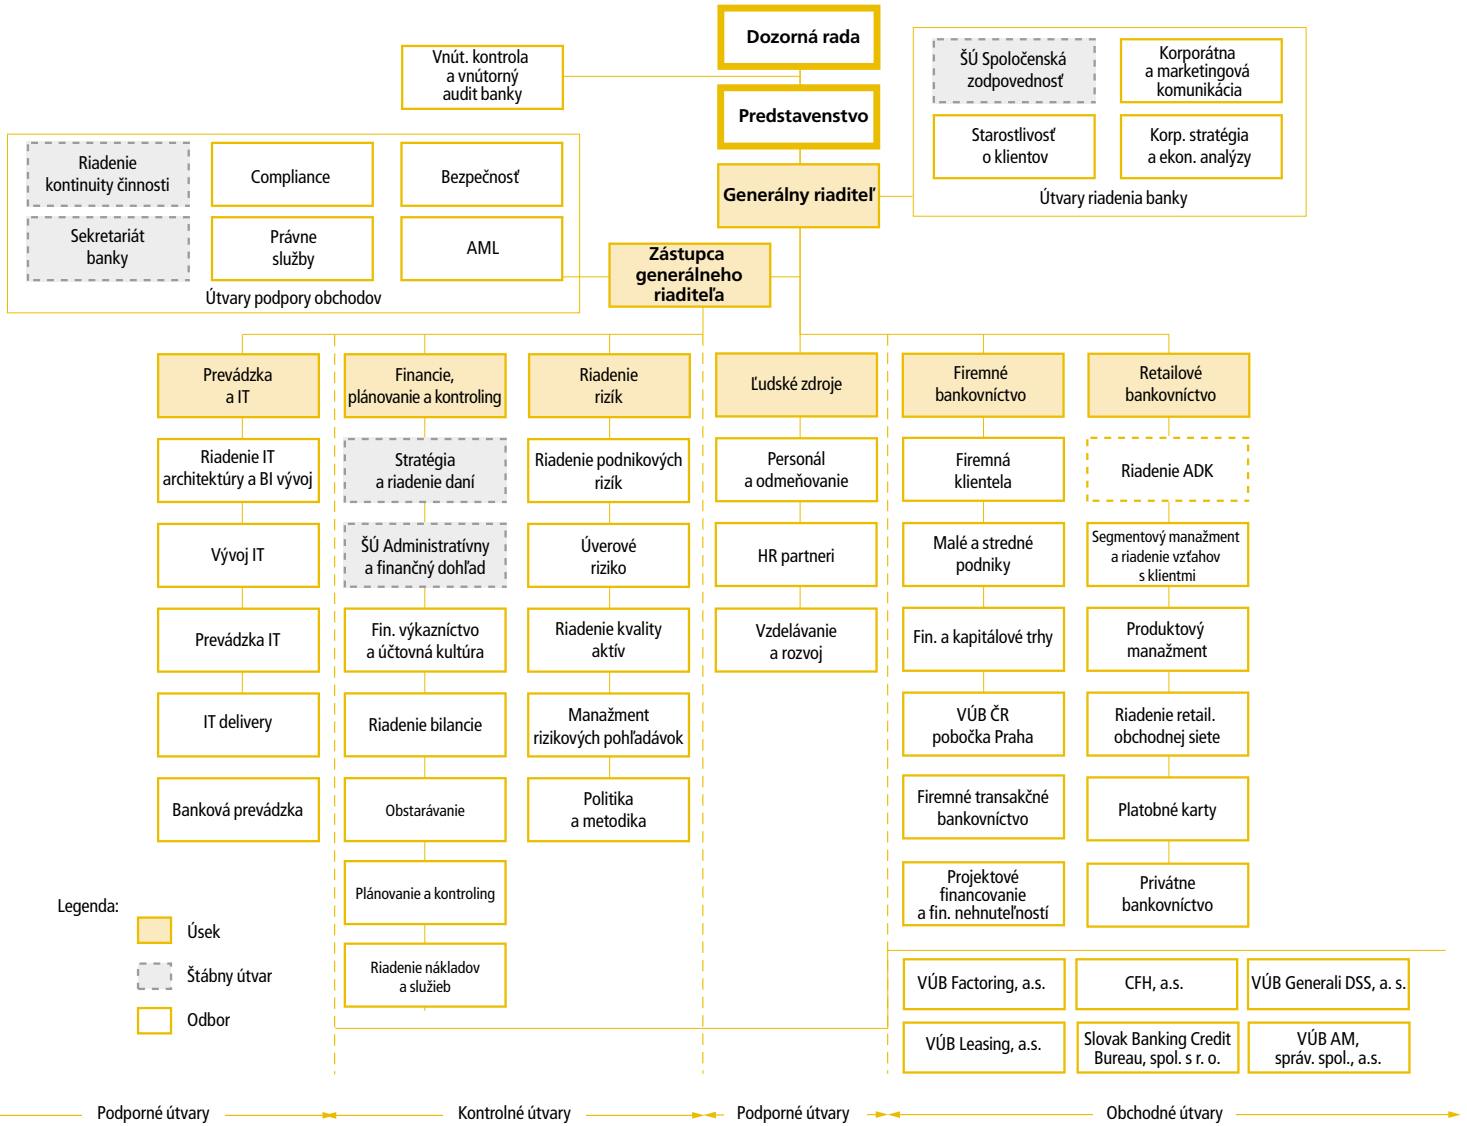 Dozorná rada
Vnút. kontrola
a vnútorný
audit banky
Predstavenstvo
Generálny riaditeľ
ŠÚ Spoločenská
zodpovednosť
Korporátna
a marketingová
komunikácia
Starostlivosť
o klientov
Korp. stratégia
a ekon. analýzy
Útvary riadenia banky
Riadenie
kontinuity činnosti
Compliance
Bezpečnosť
Sekretariát
banky
Právne
služby
AML
Útvary podpory obchodov
Zástupca
generálneho
riaditeľa
Prevádzka
a IT
Riadenie IT
architektúry a BI vývoj
Vývoj IT
Prevádzka IT
IT delivery
Banková prevádzka
Financie,
plánovanie a kontroling
Stratégia
a riadenie daní
ŠÚ Administratívny
a finančný dohľad
Fin. výkazníctvo
a účtovná kultúra
Riadenie bilancie
Obstarávanie
Plánovanie a kontroling
Riadenie nákladov
a služieb
Riadenie
rizík
Riadenie podnikových
rizík
Úverové
riziko
Riadenie kvality
aktív
Manažment
rizikových pohľadávok
Politika
a metodika
Ľudské zdroje
Personál
a odmeňovanie
HR partneri
Vzdelávanie
a rozvoj
Firemné
bankovníctvo
Firemná
klientela
Malé a stredné
podniky
Fin. a kapitálové trhy
VÚB ČR
pobočka Praha
Firemné transakčné
bankovníctvo
Projektové
financovanie
a fin. nehnuteľností
Retailové
bankovníctvo
Riadenie ADK
Segmentový manažment
a riadenie vzťahov
s klientmi
Produktový
manažment
Riadenie retail.
obchodnej siete
Platobné karty
Privátne
bankovníctvo
Legenda:
Úsek
Štábny útvar
Odbor
VÚB Factoring, a.s.
CFH, a.s.
VÚB Generali DSS, a. s.
VÚB Leasing, a.s.
Slovak Banking Credit
Bureau, spol. s r. o.
VÚB AM,
správ. spol., a.s.
Podporné útvary
Kontrolné útvary
Podporné útvary
Obchodné útvary